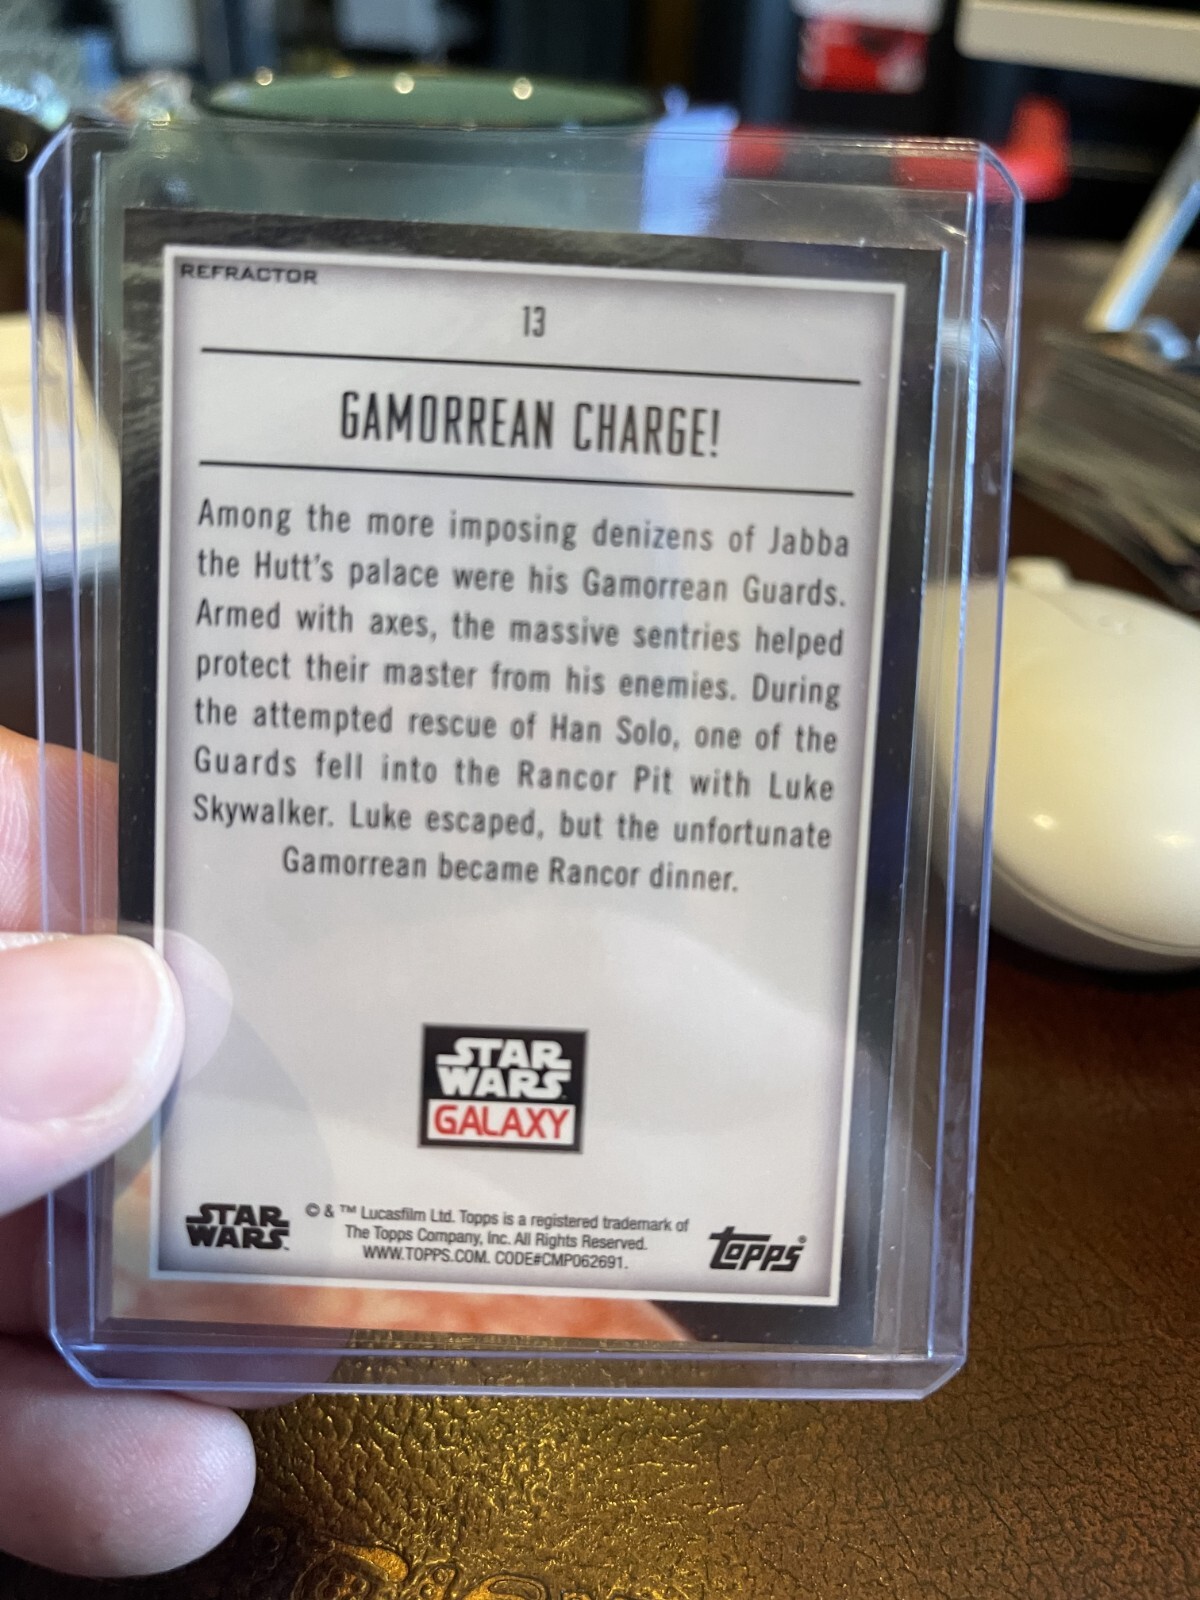 REFRACTOR
13
GAMORREAN CHARGE!
Among the more imposing denizens of Jabba
the Hutt's palace were his Gamorrean Guards.
Armed with axes, the massive sentries helped
protect their master from his enemies. During
the attempted rescue of Han Solo, one of the
Guards fell into the Rancor Pit with Luke
Skywalker. Luke escaped, but the unfortunate
Gamorrean became Rancor dinner.
STAR
WARS
GALAXY
STAR
WARS
© & ™ Lucasfilm Ltd. Topps is a registered trademark of
The Topps Company, Inc. All Rights Reserved.
WWW.TOPPS.COM. CODE#CMP062691.
topps®